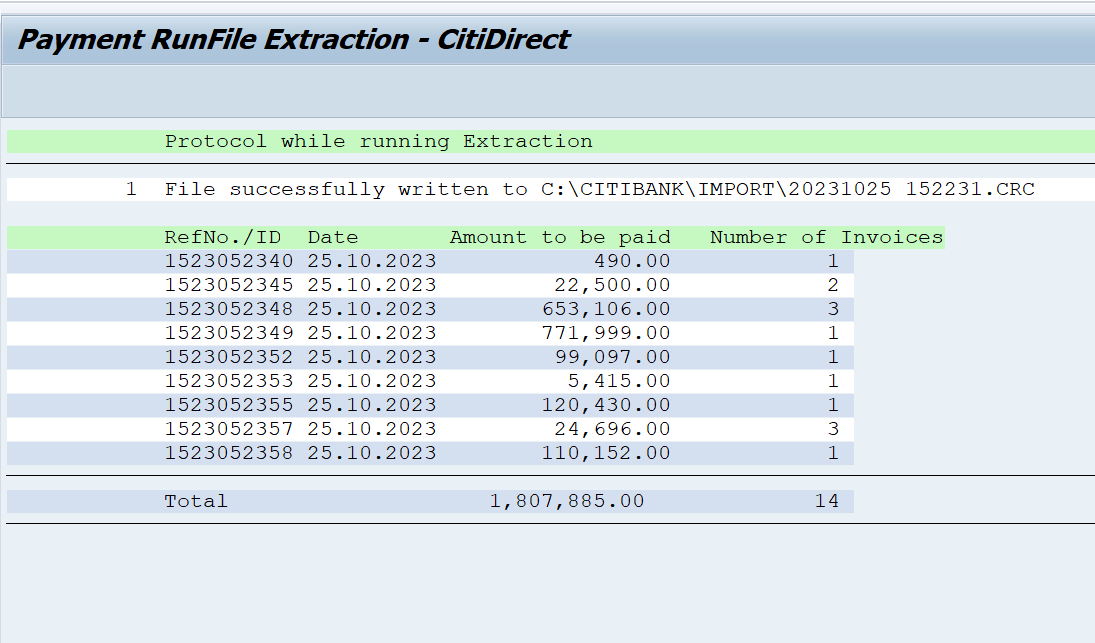 Payment RunFile Extraction - CitiDirect
Protocol while running Extraction
1 File successfully written to C:\CITIBANK\IMPORT\20231025 152231.CRC
RefNo./ID Date Amount to be paid Number of Invoices
1523052340 25.10.2023 490.00 1
1523052345 25.10.2023 22,500.00 2
1523052348 25.10.2023 653,106.00 3
1523052349 25.10.2023 771,999.00 1
1523052352 25.10.2023 99,097.00 1
1523052353 25.10.2023 5,415.00 1
1523052355 25.10.2023 120,430.00 1
1523052357 25.10.2023 24,696.00 3
1523052358 25.10.2023 110,152.00 1
Total 1,807,885.00 14